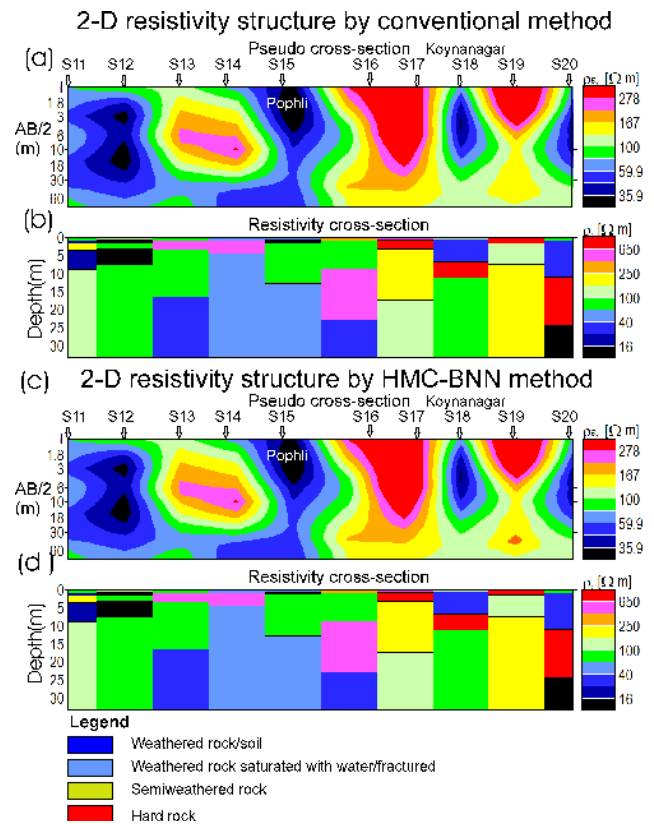 2-D resistivity structure by conventional method
Pseudo cross-section Koynanagar
(a)
S11 S12 S13 S14 S15 S16 S17 S18 S19 S20
ρa. [Ω m]
Pophli
AB/2
(m)
1
1.8
3
6
10
18
30
60
278
167
100
59.9
35.9
(b)
Resistivity cross-section
ρ. [Ω m]
Depth(m)
0
5
10
15
20
25
30
650
250
100
40
16
(c) 2-D resistivity structure by HMC-BNN method
Pseudo cross-section Koynanagar
S11 S12 S13 S14 S15 S16 S17 S18 S19 S20
ρa. [Ω m]
Pophli
AB/2
(m)
1
1.8
3
6
10
18
30
60
278
167
100
59.9
35.9
(d)
Resistivity cross-section
ρ. [Ω m]
Depth(m)
0
5
10
15
20
25
30
650
250
100
40
16
Legend
Weathered rock/soil
Weathered rock saturated with water/fractured
Semiweathered rock
Hard rock